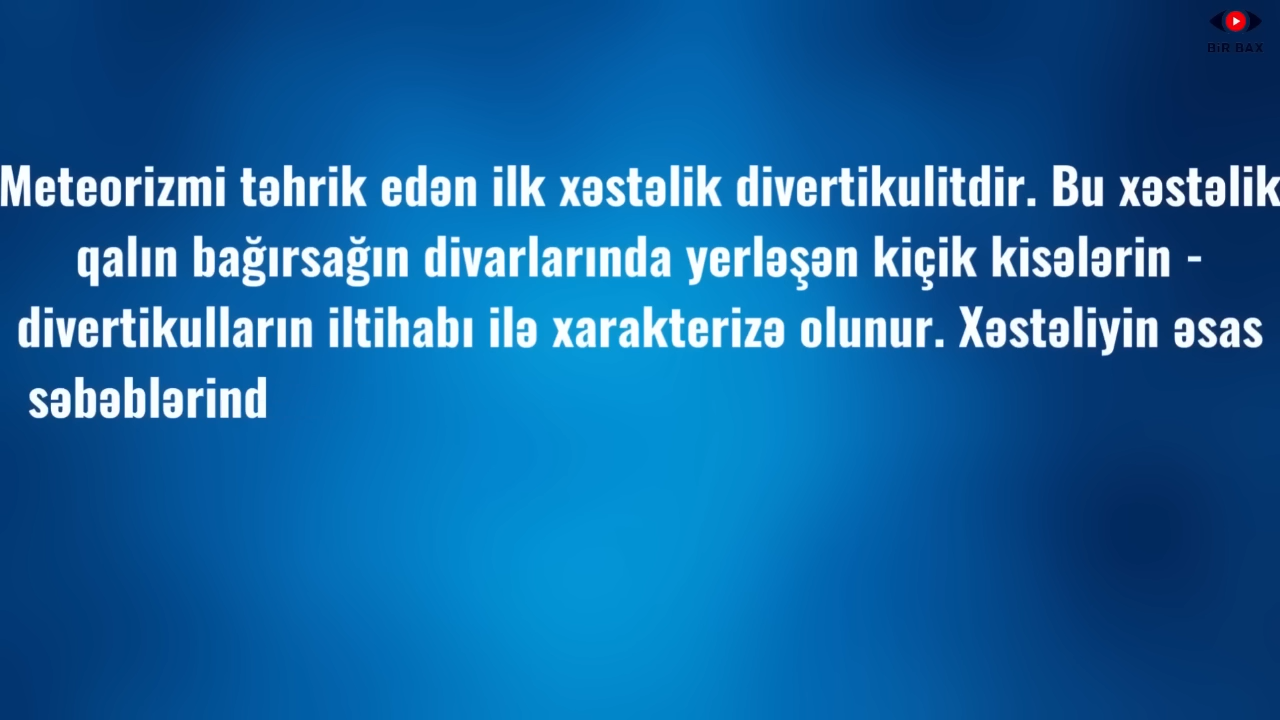 BİR BAX
Meteorizmi təhrik edən ilk xəstəlik divertikulitdir. Bu xəstəlik
qalın bağırsağın divarlarında yerləşən kiçik kisələrin -
divertikulların iltihabı ilə xarakterizə olunur. Xəstəliyin əsas
səbəblərind